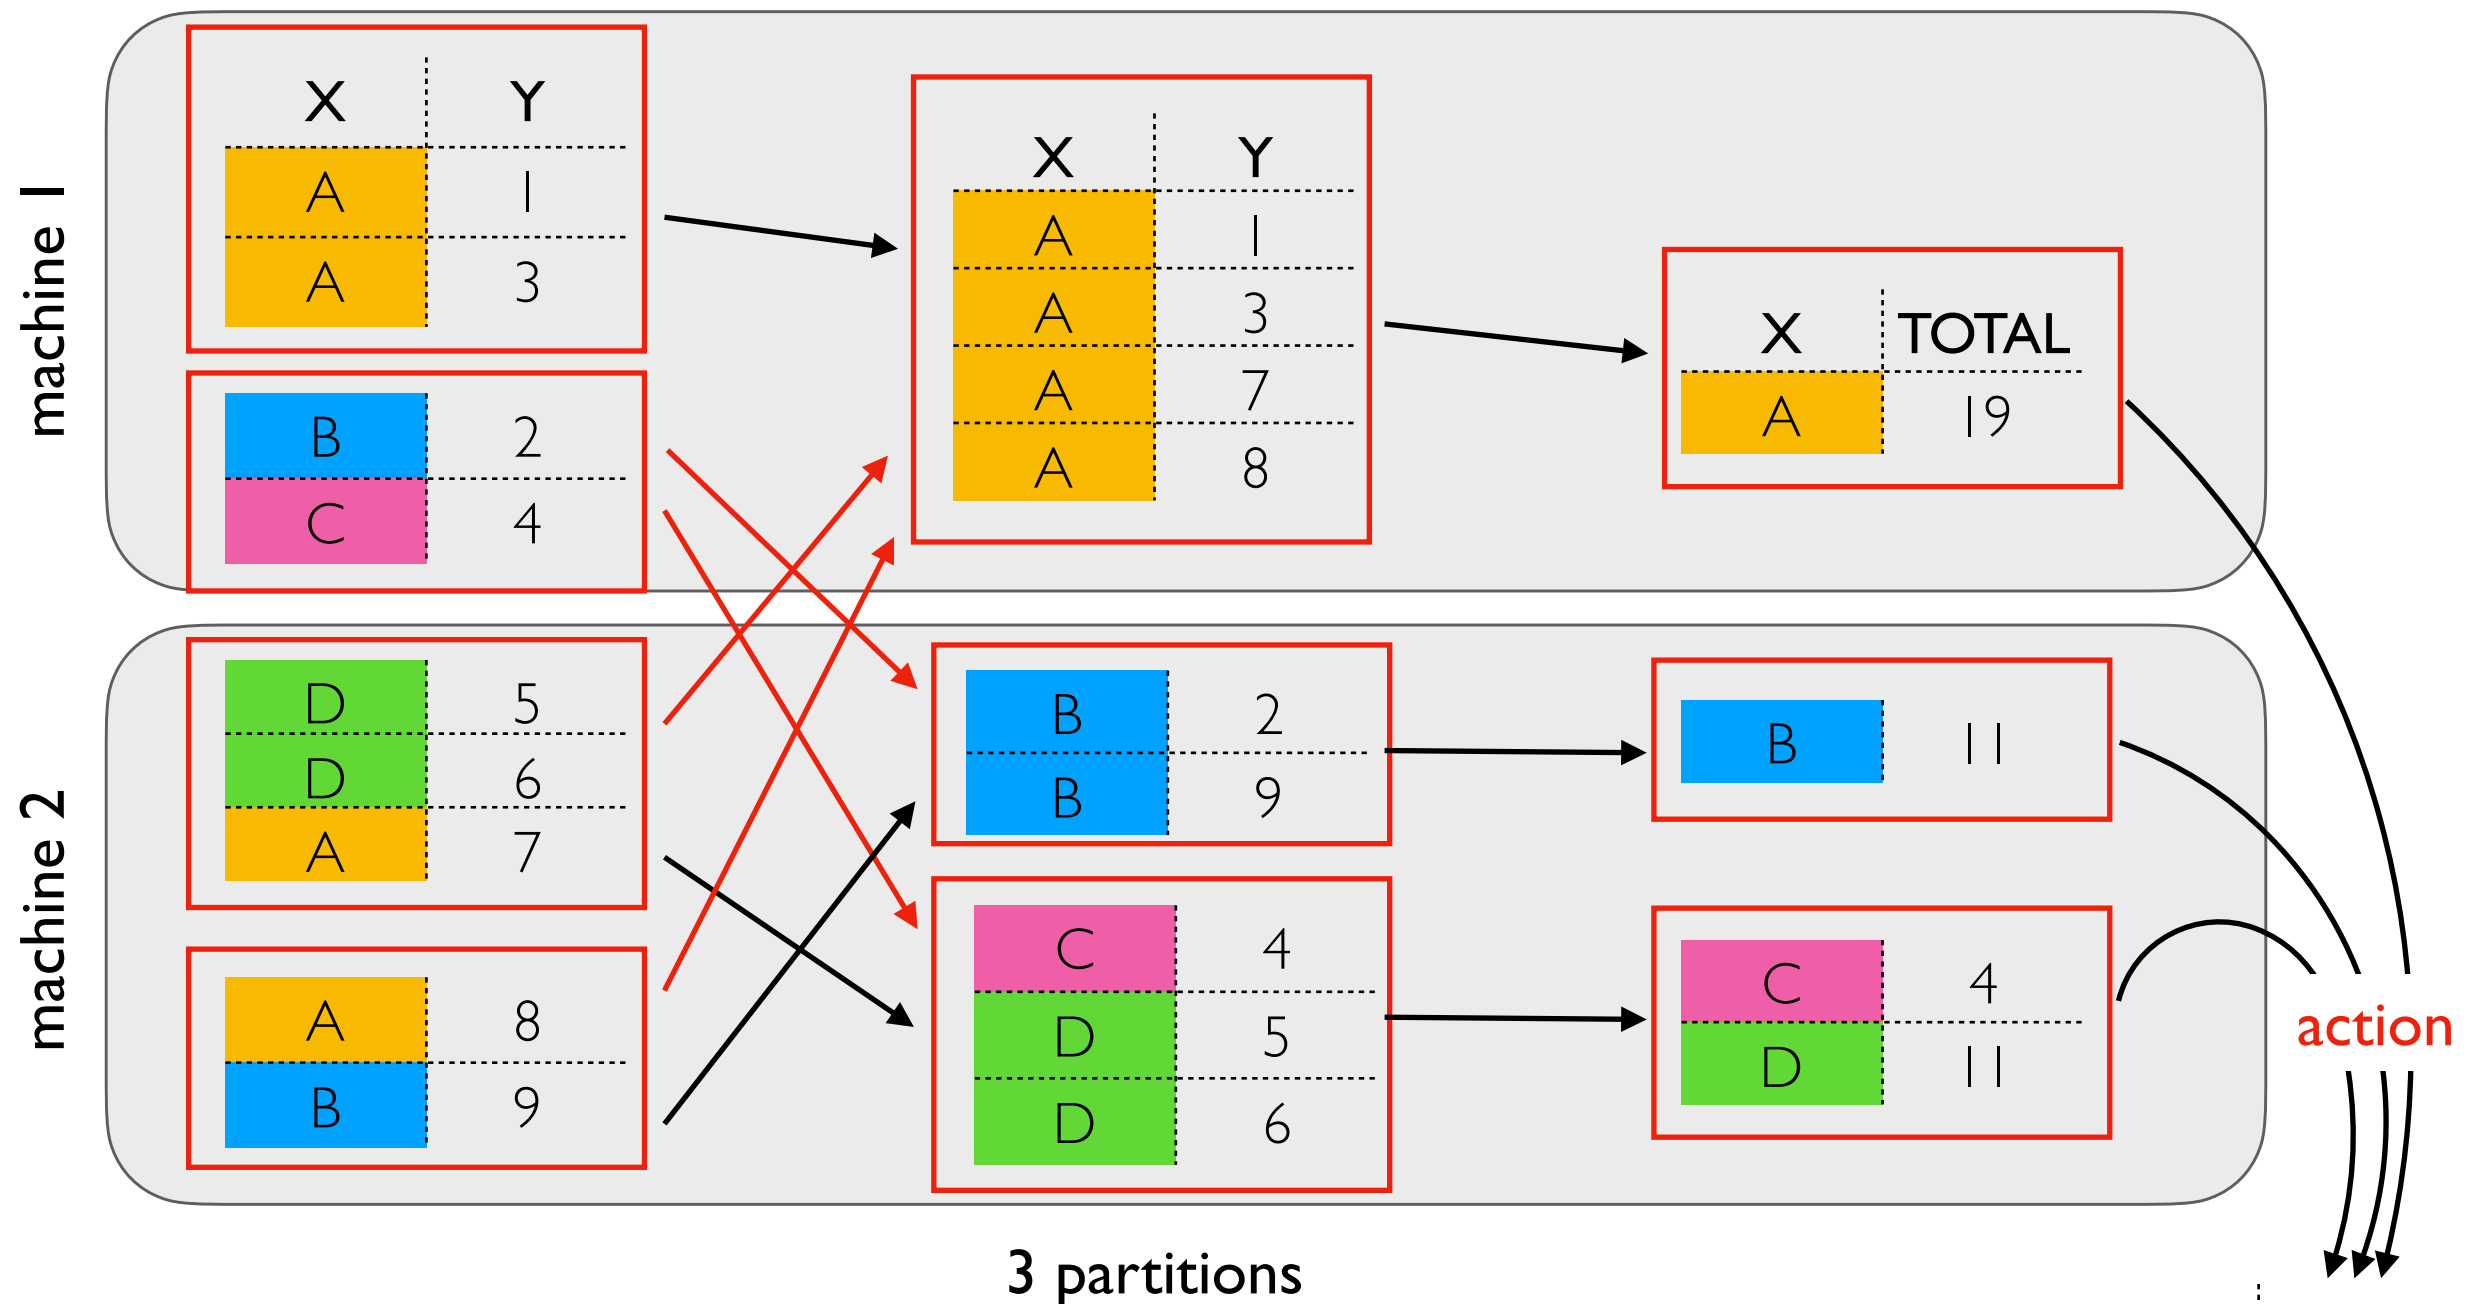 machine 1
X Y
A 1
A 3
B 2
C 4
X Y
A 1
A 3
A 7
A 8
X TOTAL
A 19
machine 2
D 5
D 6
A 7
A 8
B 9
B 2
B 9
C 4
D 5
D 6
B 11
C 4
D 11
action
3 partitions